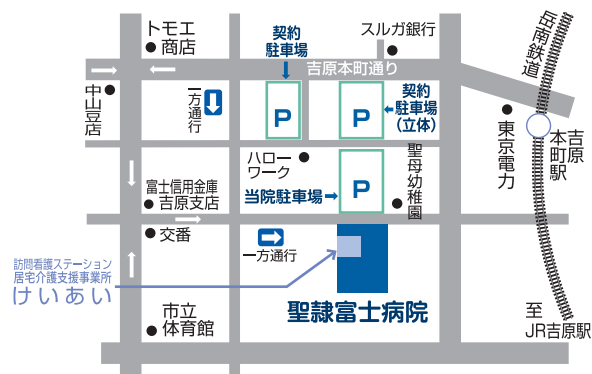 トモエ
商店
契約
駐車場
スルガ銀行
岳南鉄道
吉原本町通り
中山豆店
一方通行
P
P
契約
駐車場
(立体)
東京電力
吉原
本町駅
ハロー
ワーク
聖母幼稚園
P
富士信用金庫
吉原支店
当院駐車場
交番
一方通行
訪問看護ステーション
居宅介護支援事業所
けいあい
聖隷富士病院
市立
体育館
至
JR吉原駅